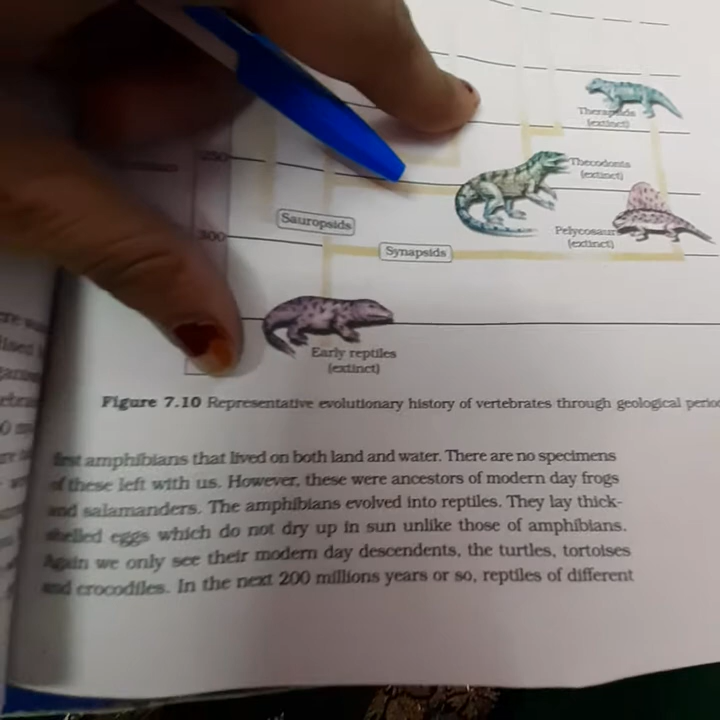 Therapsids
(extinct)
250
Thecodonts
(extinct)
Sauropsids
Pelycosaurs
(extinct)
300
Synapsids
Early reptiles
(extinct)
Figure 7.10 Representative evolutionary history of vertebrates through geological
first amphibians that lived on both land and water. There are no specimens
of these left with us. However, these were ancestors of modern day frogs
and salamanders. The amphibians evolved into reptiles. They lay thick-
shelled eggs which do not dry up in sun unlike those of amphibians.
Again we only see their modern day descendents, the turtles, tortoises
and crocodiles. In the next 200 millions years or so, reptiles of different